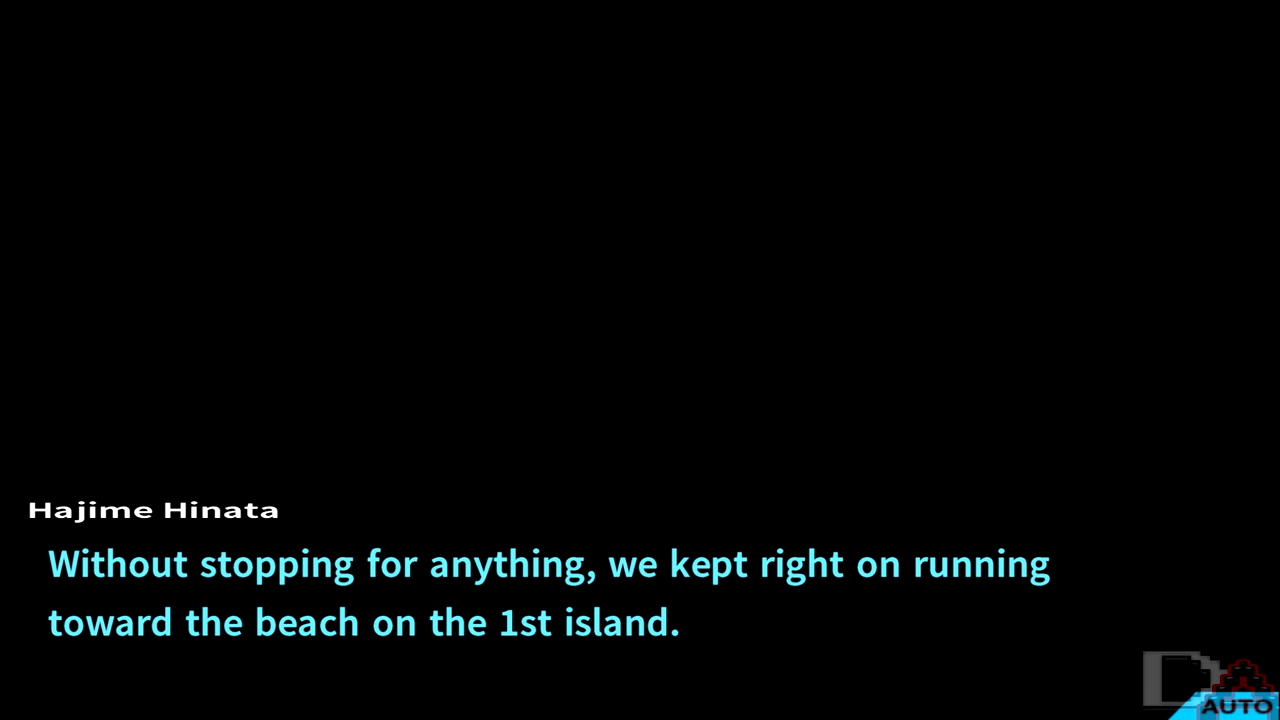 Hajime Hinata
Without stopping for anything, we kept right on running
toward the beach on the 1st island.
AUTO